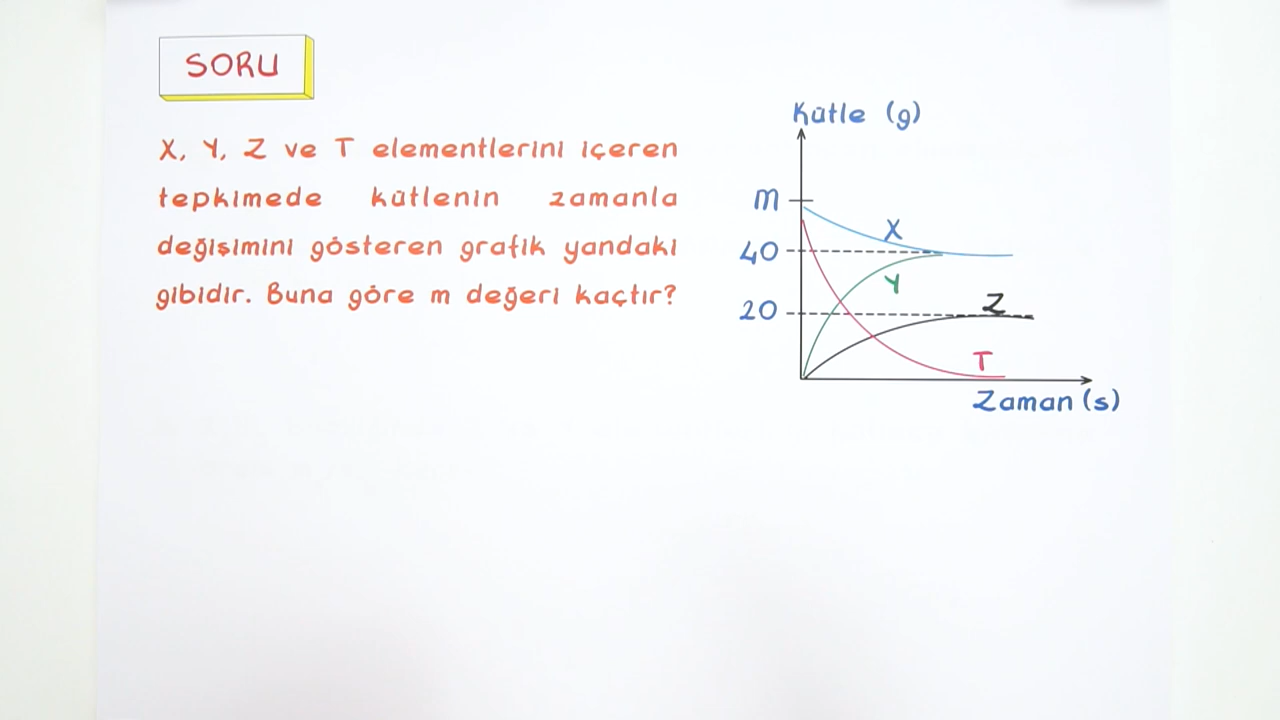 SORU
X, Y, Z ve T elementlerini içeren
tepkimede kütlenin zamanla
değişimini gösteren grafik yandaki
gibidir. Buna göre m değeri kaçtır?
Kütle (g)
m
X
40
Y
20
Z
T
Zaman (s)